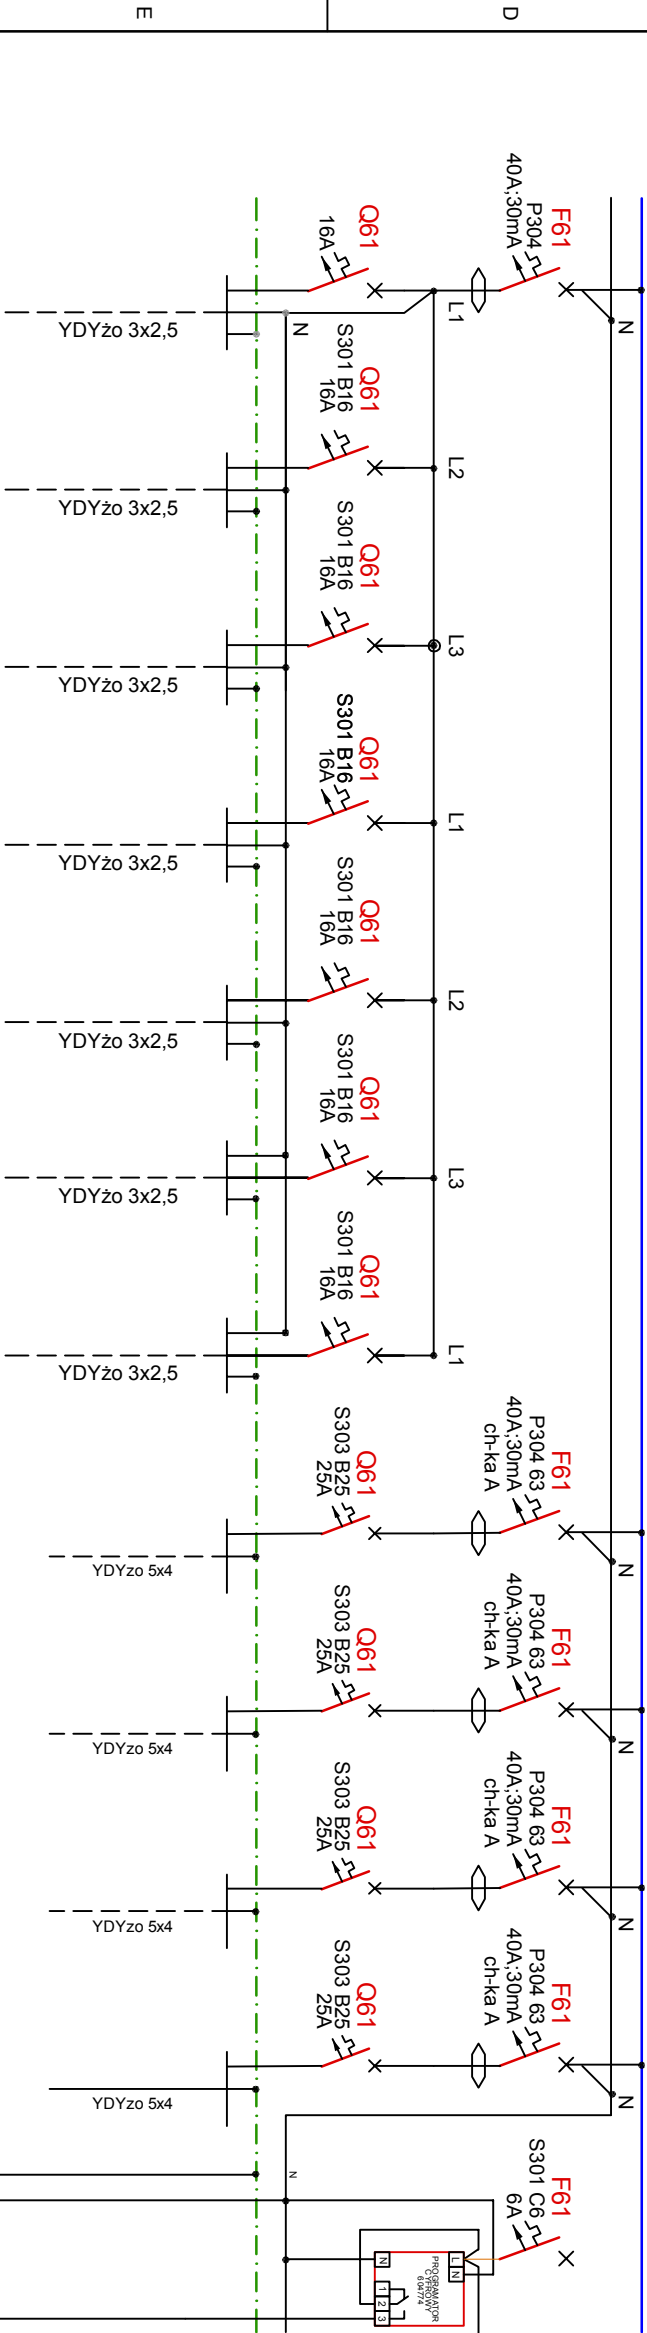 E
D
F61
P304
40A;30mA
N
L1
Q61
16A
N
YDYżo 3x2,5
L2
Q61
S301 B16
16A
YDYżo 3x2,5
L3
Q61
S301 B16
16A
YDYżo 3x2,5
L1
Q61
S301 B16
16A
YDYżo 3x2,5
L2
Q61
S301 B16
16A
YDYżo 3x2,5
L3
Q61
S301 B16
16A
YDYżo 3x2,5
L1
Q61
S301 B16
16A
YDYżo 3x2,5
F61
P304 63
40A;30mA
ch-ka A
N
Q61
S303 B25
25A
YDYzo 5x4
F61
P304 63
40A;30mA
ch-ka A
N
Q61
S303 B25
25A
YDYzo 5x4
F61
P304 63
40A;30mA
ch-ka A
N
Q61
S303 B25
25A
YDYzo 5x4
F61
P304 63
40A;30mA
ch-ka A
N
Q61
S303 B25
25A
YDYzo 5x4
N
F61
S301 C6
6A
L N
PROGRAMATOR
CYFROWY
604774
N
1 2 3